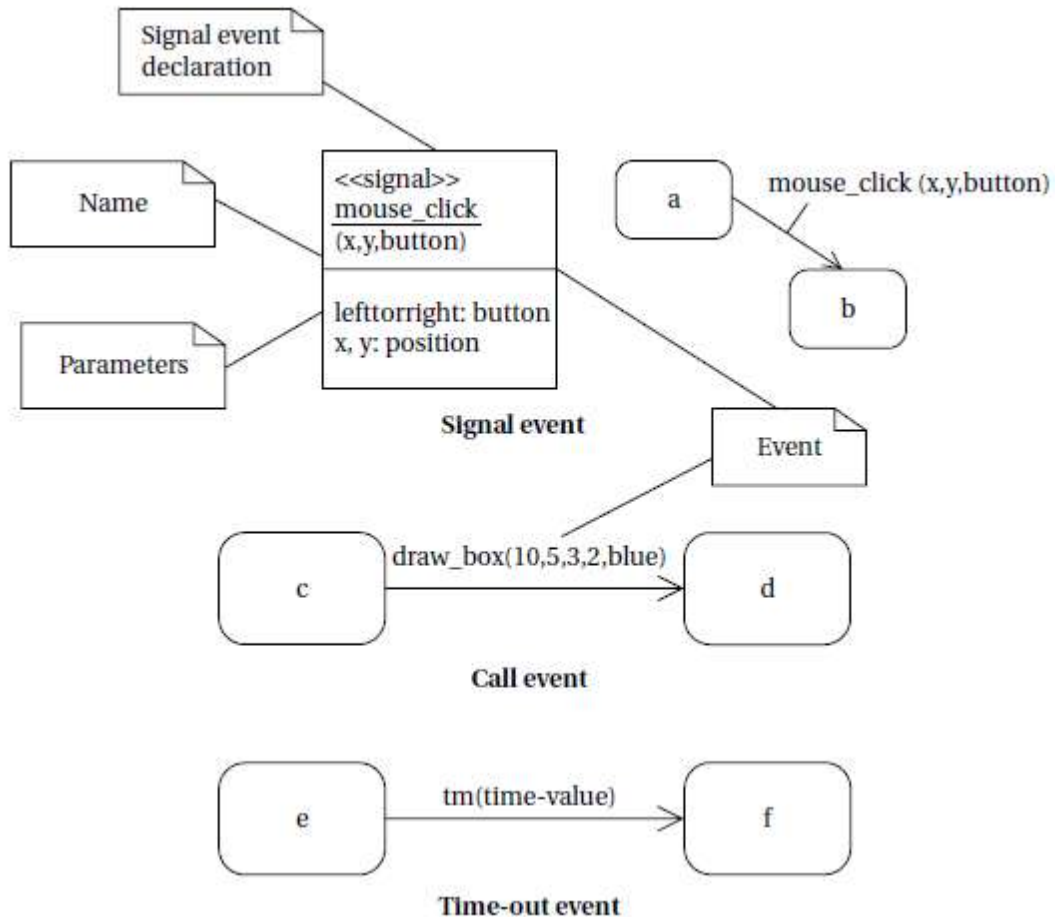 Signal event
declaration
Name
<<signal>>
mouse_click
(x,y,button)
a
mouse_click (x,y,button)
b
lefttorright: button
x, y: position
Parameters
Signal event
Event
draw_box(10,5,3,2,blue)
c
d
Call event
tm(time-value)
e
f
Time-out event